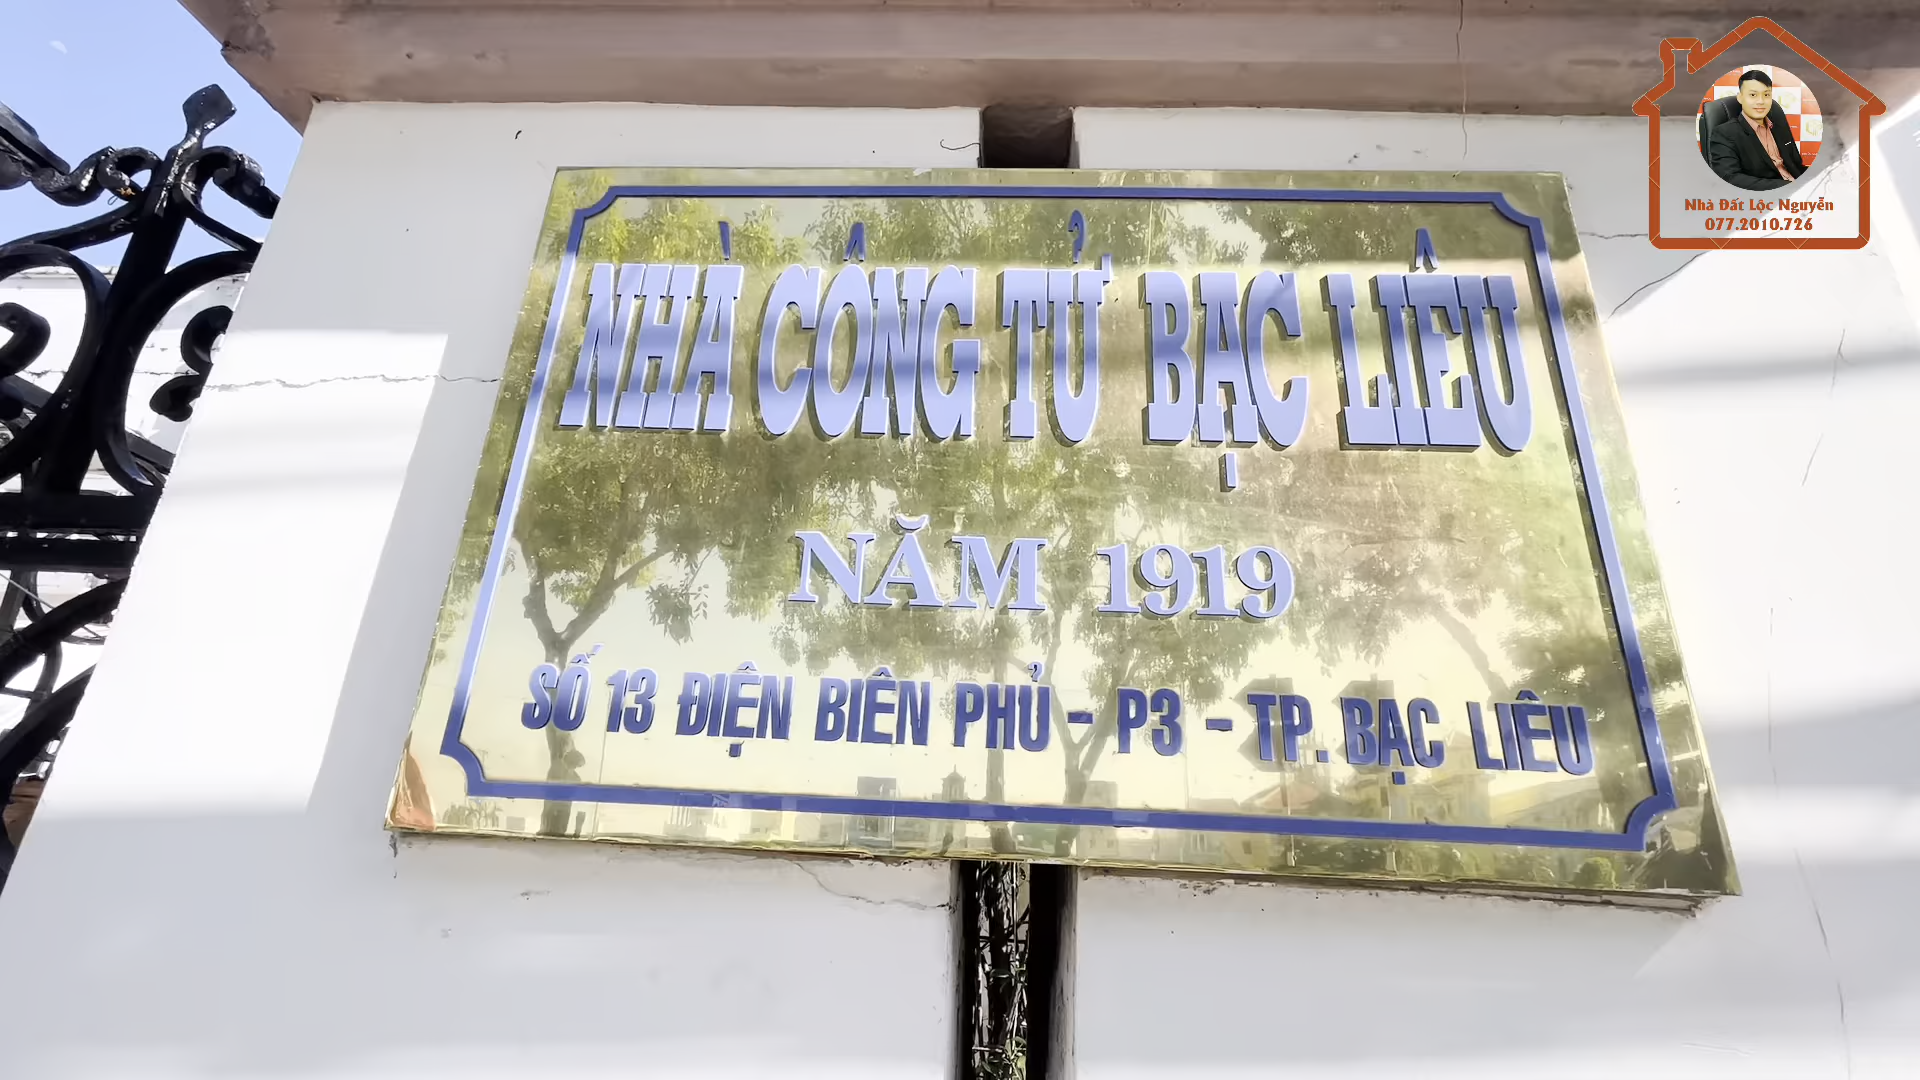 NHÀ CÔNG TỬ BẠC LIÊU
NĂM 1919
SỐ 13 ĐIỆN BIÊN PHỦ - P3 - TP. BẠC LIÊU
Nhà Đất Lộc Nguyễn
077.2010.726